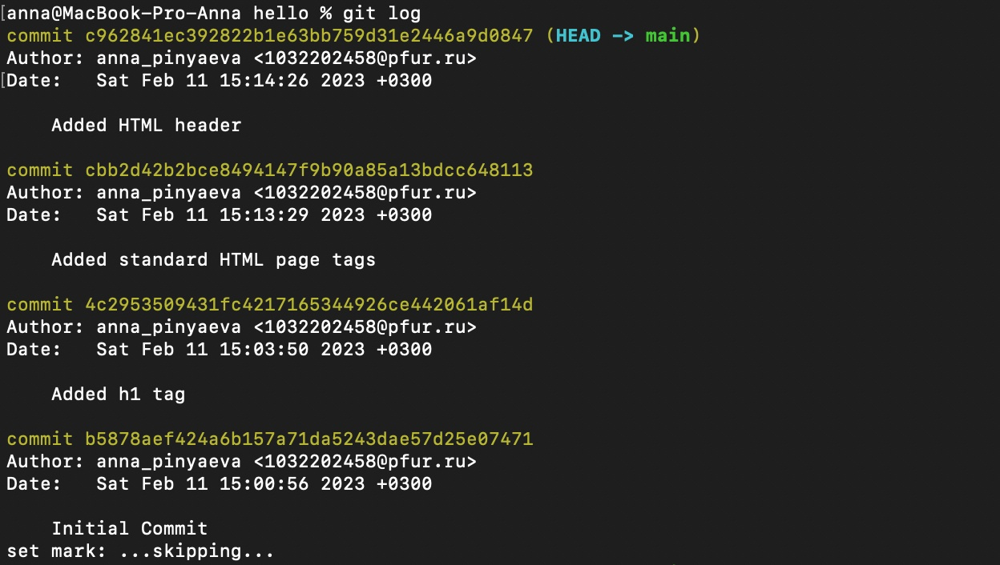 [anna@MacBook-Pro-Anna hello % git log
commit c962841ec392822b1e63bb759d31e2446a9d0847 (HEAD -> main)
Author: anna_pinyaeva <1032202458@pfur.ru>
[Date:   Sat Feb 11 15:14:26 2023 +0300

    Added HTML header

commit cbb2d42b2bce8494147f9b90a85a13bdcc648113
Author: anna_pinyaeva <1032202458@pfur.ru>
Date:   Sat Feb 11 15:13:29 2023 +0300

    Added standard HTML page tags

commit 4c2953509431fc4217165344926ce442061af14d
Author: anna_pinyaeva <1032202458@pfur.ru>
Date:   Sat Feb 11 15:03:50 2023 +0300

    Added h1 tag

commit b5878aef424a6b157a71da5243dae57d25e07471
Author: anna_pinyaeva <1032202458@pfur.ru>
Date:   Sat Feb 11 15:00:56 2023 +0300

    Initial Commit
set mark: ...skipping...